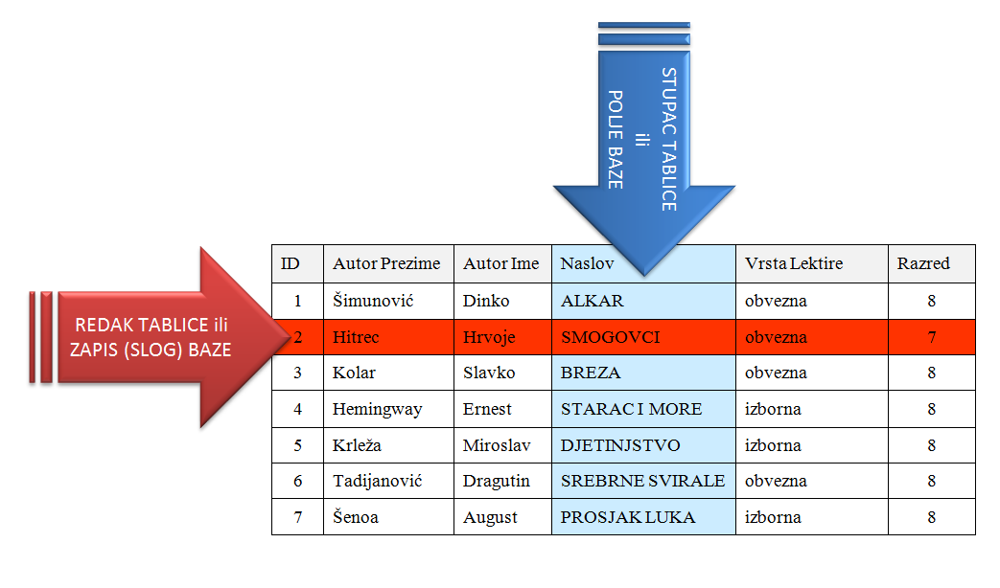 STUPAC TABLICE
ili
POLJE BAZE
REDAK TABLICE ili
ZAPIS (SLOG) BAZE
ID Autor Prezime Autor Ime Naslov Vrsta Lektire Razred
1 Šimunović Dinko ALKAR obvezna 8
2 Hitrec Hrvoje SMOGOVCI obvezna 7
3 Kolar Slavko BREZA obvezna 8
4 Hemingway Ernest STARAC I MORE izborna 8
5 Krleža Miroslav DJETINJSTVO izborna 8
6 Tadijanović Dragutin SREBRNE SVIRALE obvezna 8
7 Šenoa August PROSJAK LUKA izborna 8